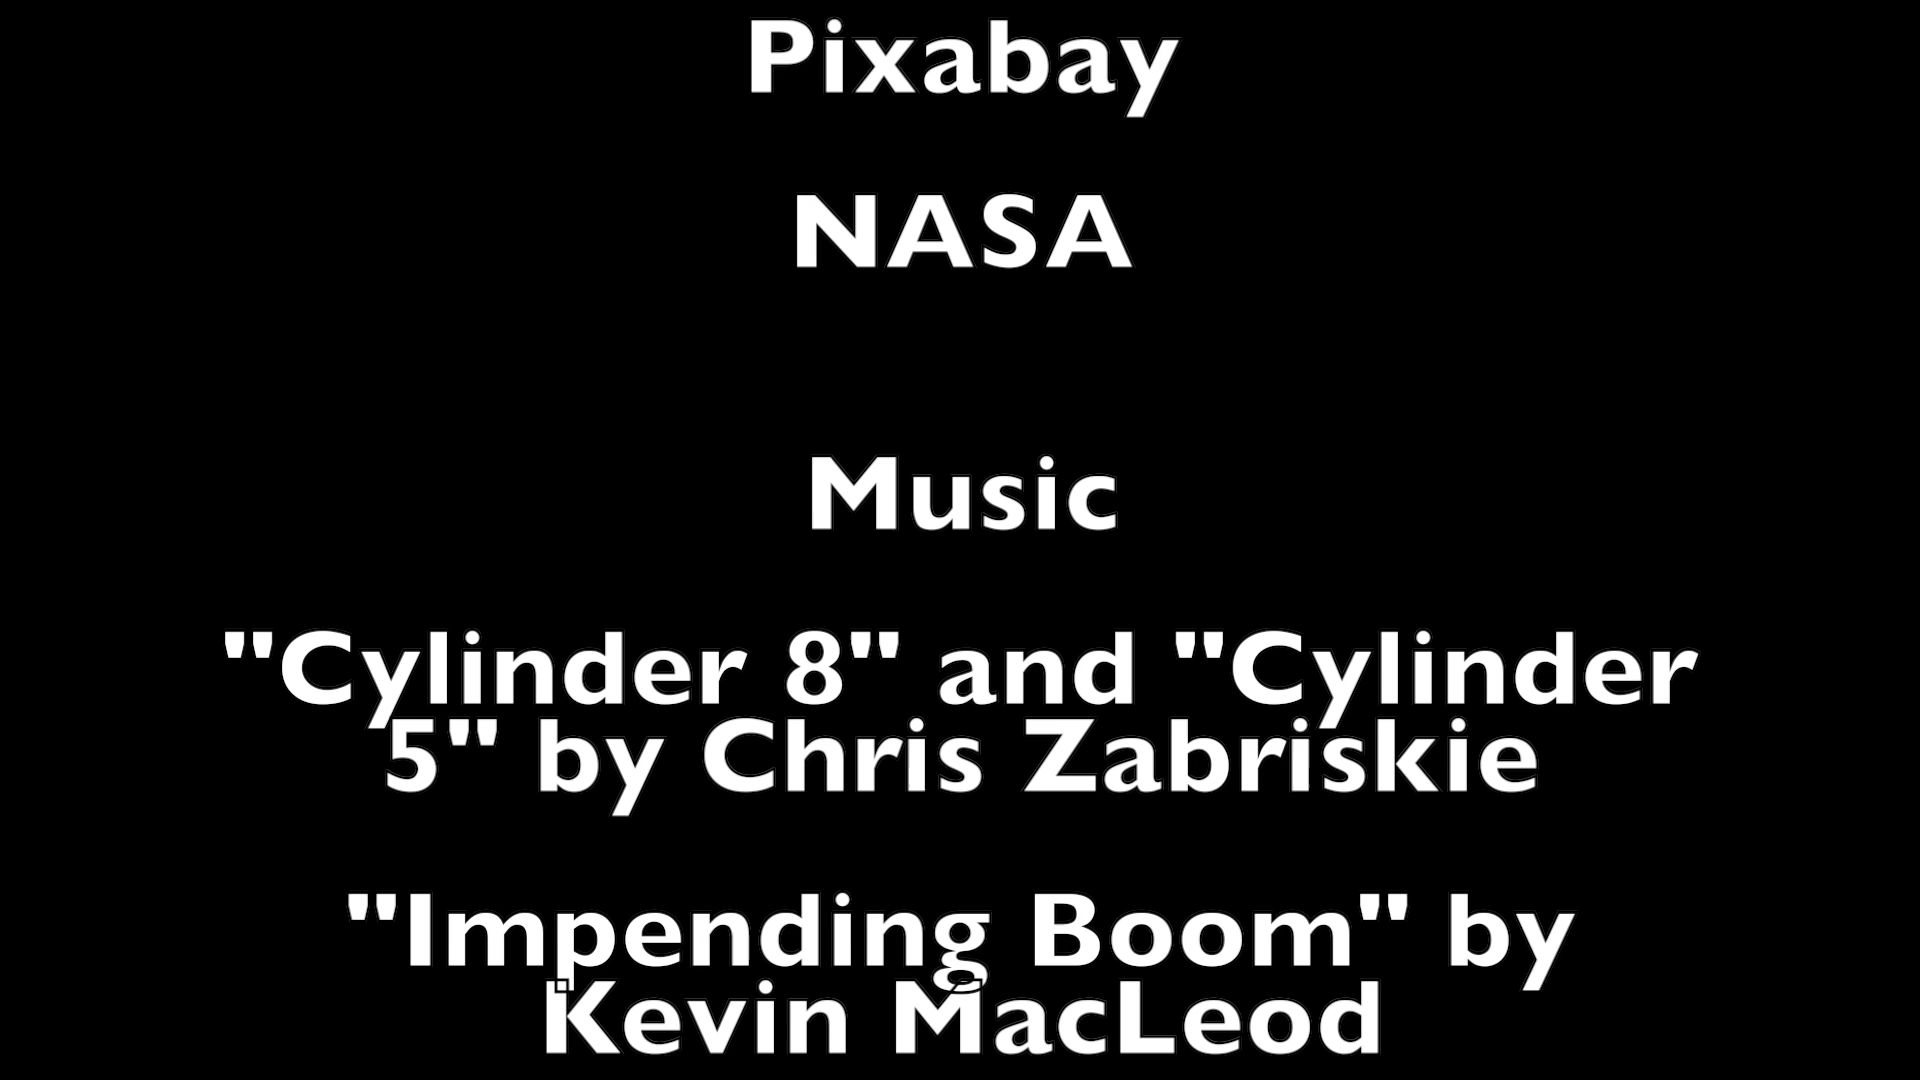 Pixabay
NASA
Music
"Cylinder 8" and "Cylinder
5" by Chris Zabriskie
"Impending Boom" by
Kevin MacLeod